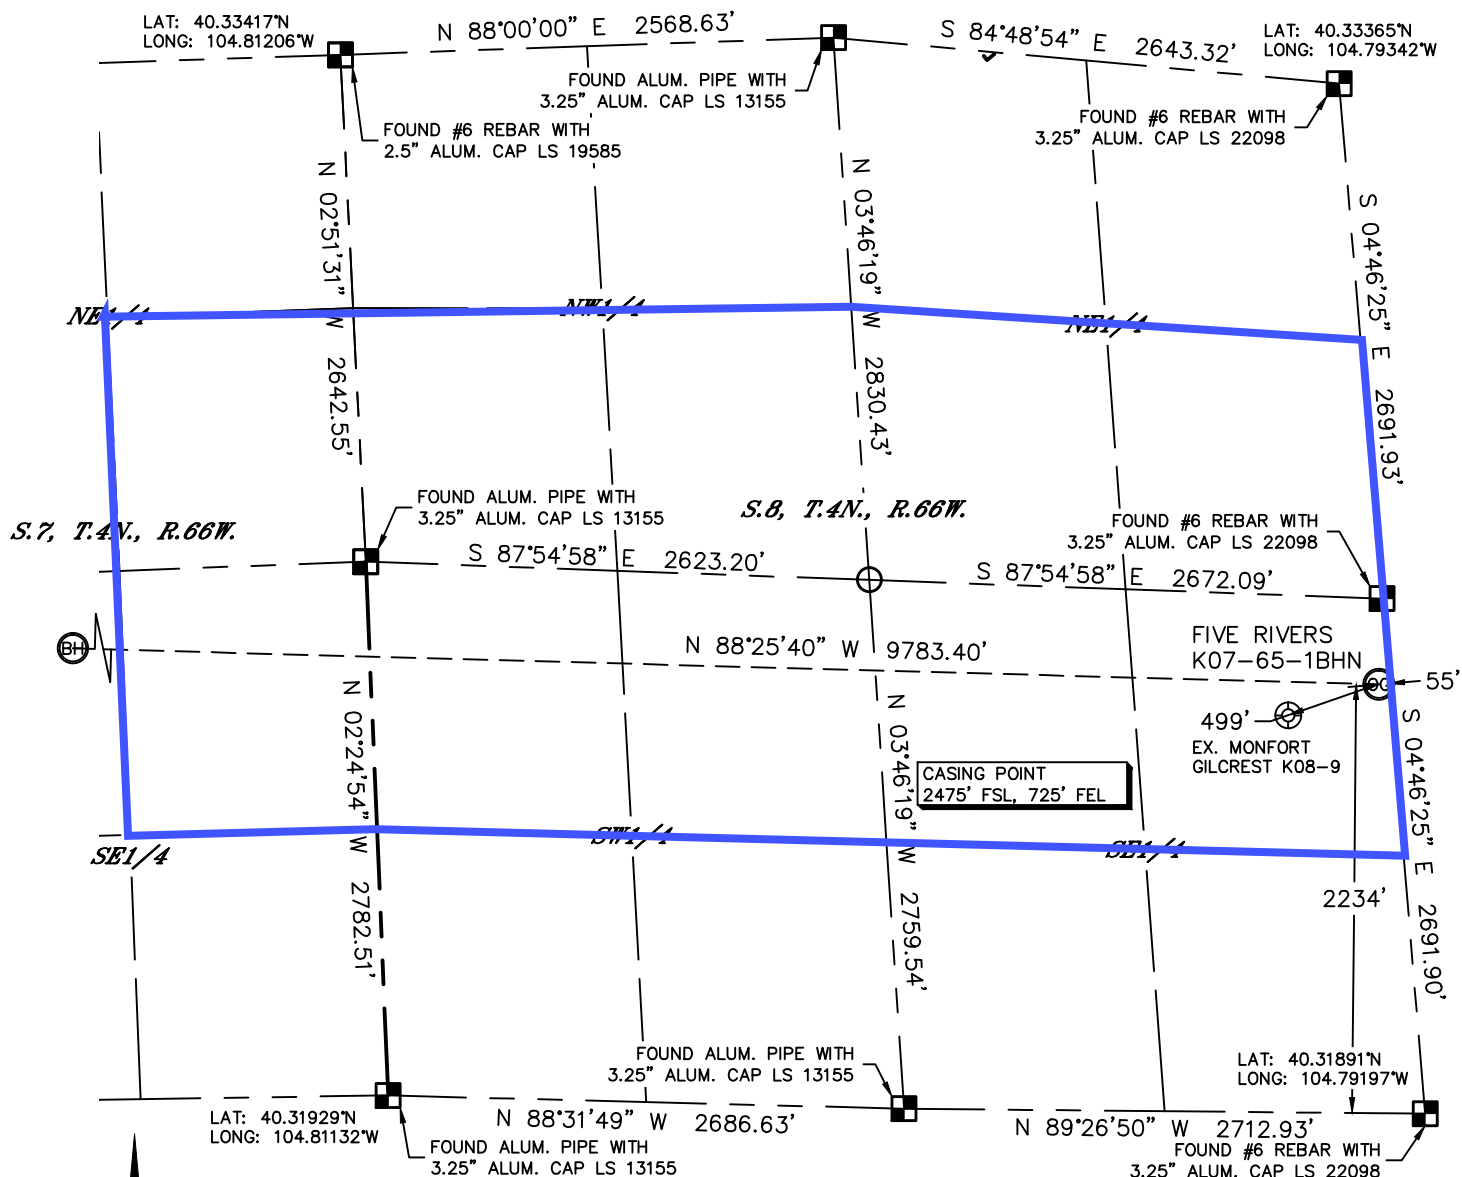 LAT: 40.33417°N
LONG: 104.81206°W
N 88°00'00" E 2568.63'
S 84°48'54" E 2643.32'
LAT: 40.33365°N
LONG: 104.79342°W
FOUND ALUM. PIPE WITH
3.25" ALUM. CAP LS 13155
FOUND #6 REBAR WITH
2.5" ALUM. CAP LS 19585
FOUND #6 REBAR WITH
3.25" ALUM. CAP LS 22098
N 02°51'31" W 2642.55'
N 03°46'19" W 2830.43'
S 04°46'25" E 2691.93'
NE1/4
NW1/4
NE1/4
FOUND ALUM. PIPE WITH
3.25" ALUM. CAP LS 13155
S.7, T.4N., R.66W.
S.8, T.4N., R.66W.
FOUND #6 REBAR WITH
3.25" ALUM. CAP LS 22098
S 87°54'58" E 2623.20'
S 87°54'58" E 2672.09'
BH
N 88°25'40" W 9783.40'
FIVE RIVERS
K07-65-1BHN
55'
499'
EX. MONFORT
GILCREST K08-9
N 02°24'54" W 2782.51'
N 03°46'19" W 2759.54'
S 04°46'25" E 2691.90'
CASING POINT
2475' FSL, 725' FEL
SE1/4
SW1/4
SE1/4
2234'
FOUND ALUM. PIPE WITH
3.25" ALUM. CAP LS 13155
LAT: 40.31891°N
LONG: 104.79197°W
LAT: 40.31929°N
LONG: 104.81132°W
N 88°31'49" W 2686.63'
N 89°26'50" W 2712.93'
FOUND ALUM. PIPE WITH
3.25" ALUM. CAP LS 13155
FOUND #6 REBAR WITH
3.25" ALUM. CAP LS 22098